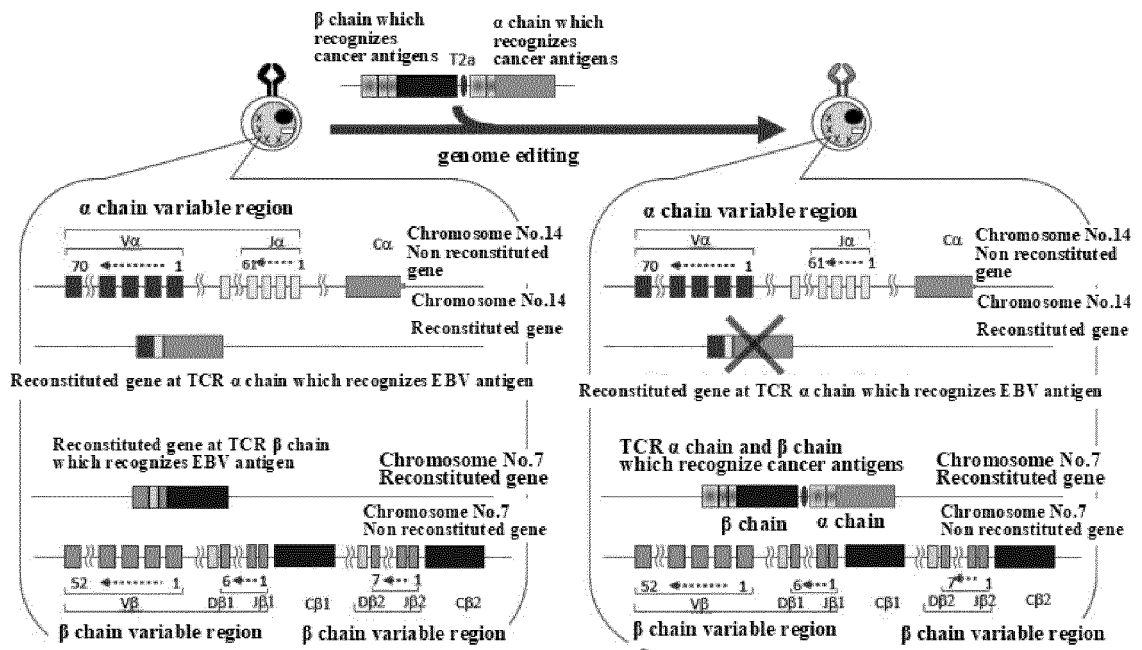 β chain which
recognizes
cancer antigens
T2a
α chain which
recognizes
cancer antigens
genome editing
α chain variable region
Vα
Jα
Cα
70
1
61
1
Chromosome No.14
Non reconstituted
gene
Chromosome No.14
Reconstituted gene
Reconstituted gene at TCR α chain which recognizes EBV antigen
Reconstituted gene at TCR β chain
which recognizes EBV antigen
Chromosome No.7
Reconstituted gene
Chromosome No.7
Non reconstituted gene
52
1
6
1
7
1
Vβ
Dβ1
Jβ1
Cβ1
Dβ2
Jβ2
Cβ2
β chain variable region
β chain variable region
α chain variable region
Vα
Jα
Cα
70
1
61
1
Chromosome No.14
Non reconstituted
gene
Chromosome No.14
Reconstituted gene
Reconstituted gene at TCR α chain which recognizes EBV antigen
TCR α chain and β chain
which recognize cancer antigens
Chromosome No.7
Reconstituted gene
β chain
α chain
Chromosome No.7
Non reconstituted gene
52
1
6
1
7
1
Vβ
Dβ1
Jβ1
Cβ1
Dβ2
Jβ2
Cβ2
β chain variable region
β chain variable region